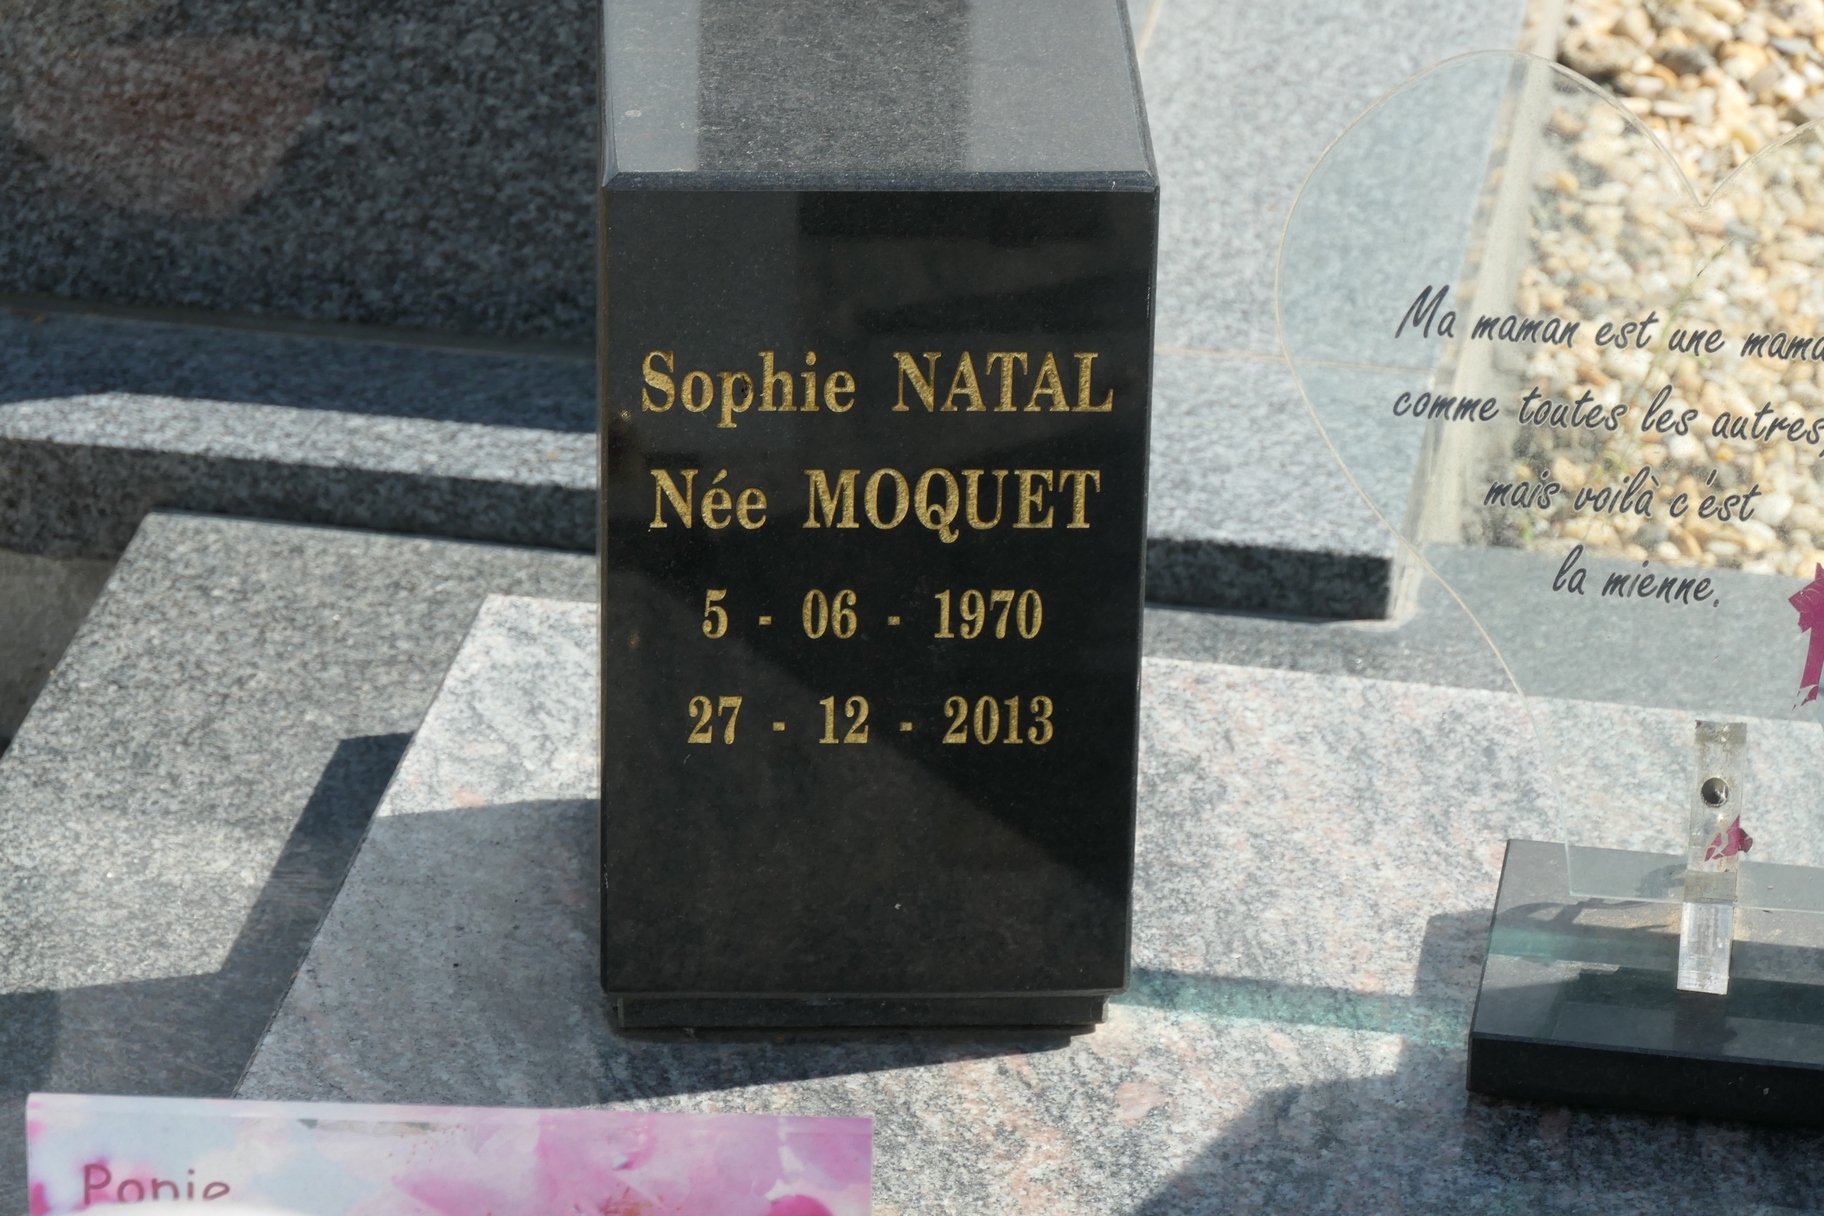 Sophie NATAL
Née MOQUET
5 - 06 - 1970
27 - 12 - 2013
Ma maman est une mama
comme toutes les autres,
mais voilà c'est
la mienne.